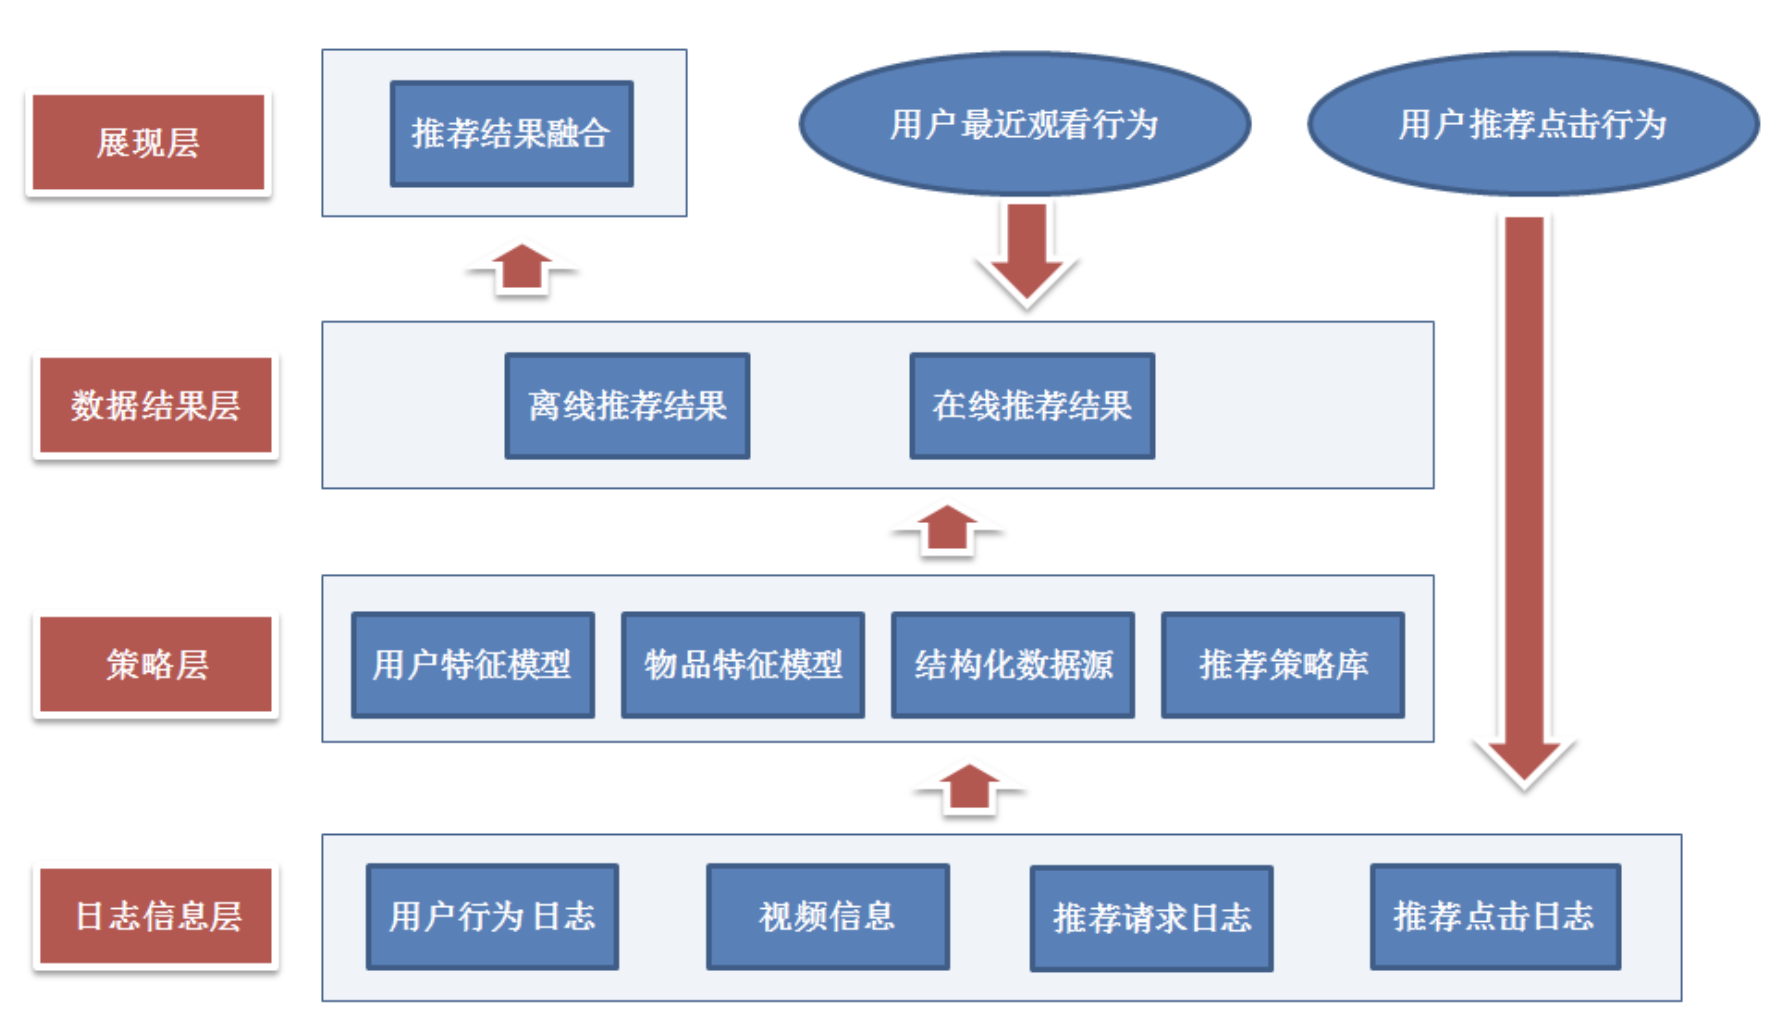 展现层
推荐结果融合
用户最近观看行为
用户推荐点击行为
数据结果层
离线推荐结果
在线推荐结果
策略层
用户特征模型
物品特征模型
结构化数据源
推荐策略库
日志信息层
用户行为日志
视频信息
推荐请求日志
推荐点击日志